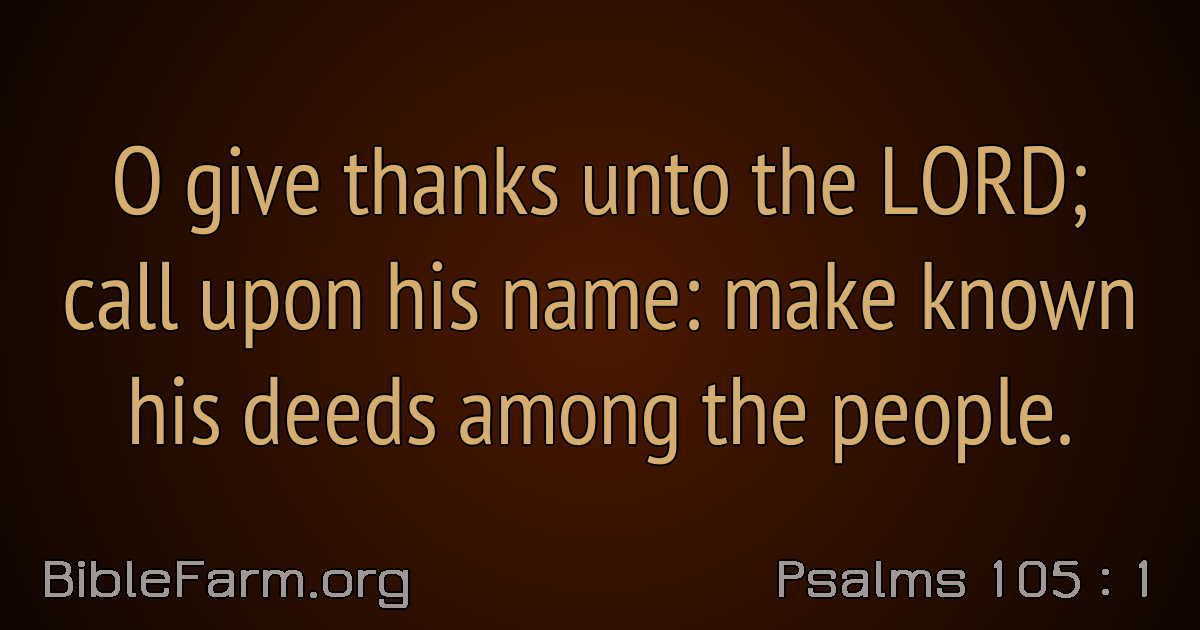 O give thanks unto the LORD;
call upon his name: make known
his deeds among the people.
BibleFarm.org
Psalms 105 : 1